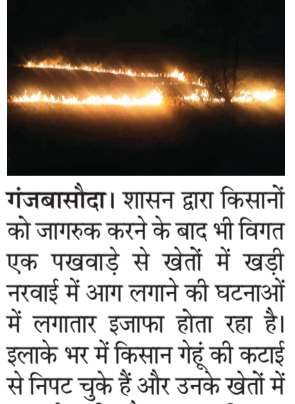 गंजबासौदा। शासन द्वारा किसानों
को जागरुक करने के बाद भी विगत
एक पखवाड़े से खेतों में खड़ी
नरवाई में आग लगाने की घटनाओं
में लगातार इजाफा होता रहा है।
इलाके भर में किसान गेहूं की कटाई
से निपट चुके हैं और उनके खेतों में